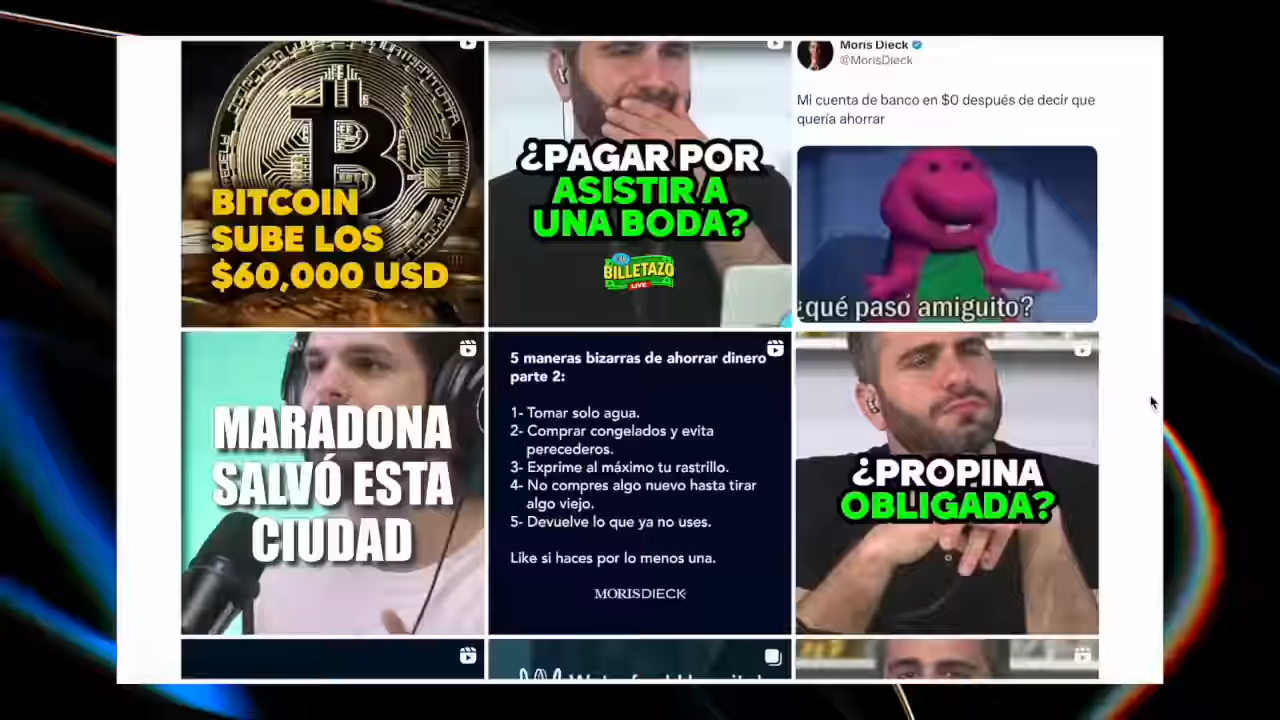 BITCOIN
SUBE LOS
$60,000 USD
¿PAGAR POR
ASISTIR A
UNA BODA?
BILLETAZO
LIVE
Moris Dieck
@MorisDieck
Mi cuenta de banco en $0 después de decir que
quería ahorrar
¿qué pasó amiguito?
MARADONA
SALVÓ ESTA
CIUDAD
5 maneras bizarras de ahorrar dinero
parte 2:
1- Tomar solo agua.
2- Comprar congelados y evita
perecederos.
3- Exprime al máximo tu rastrillo.
4- No compres algo nuevo hasta tirar
algo viejo.
5- Devuelve lo que ya no uses.
Like si haces por lo menos una.
MORISDIECK
¿PROPINA
OBLIGADA?